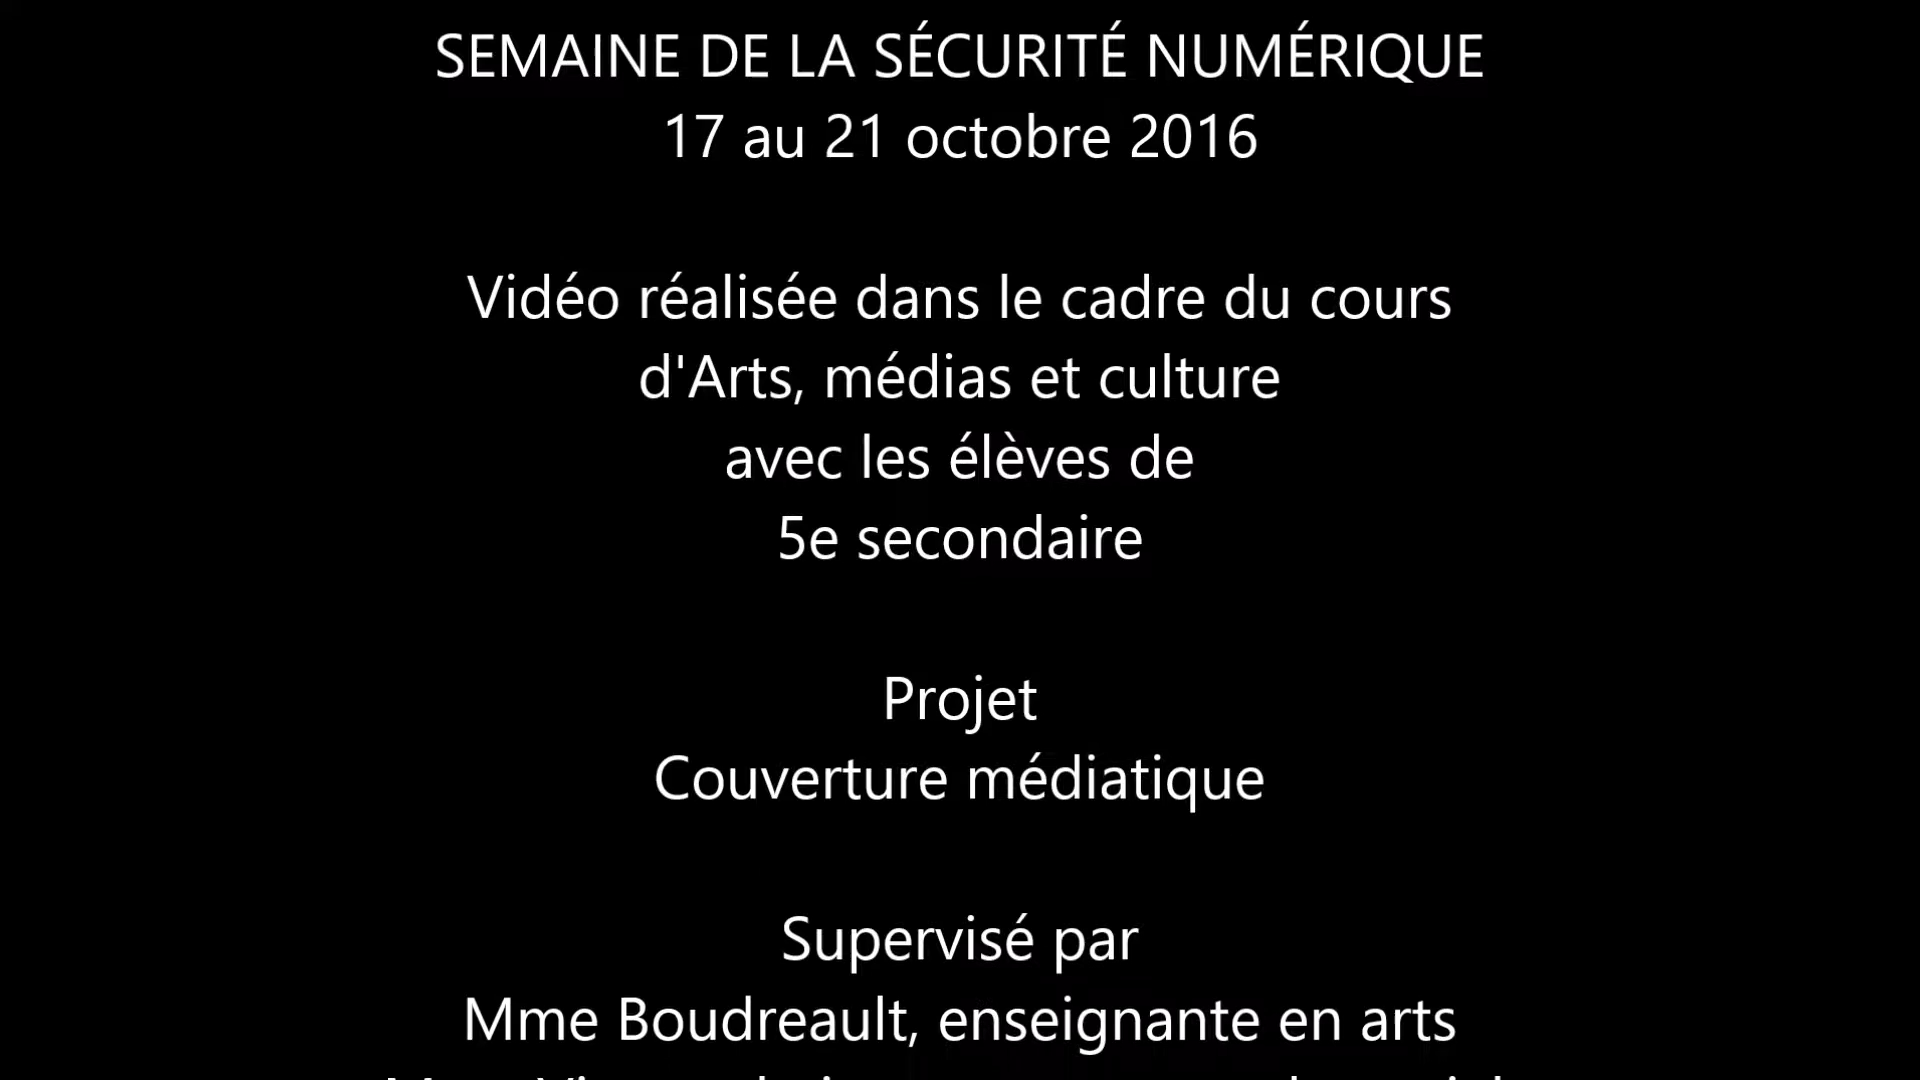 SEMAINE DE LA SÉCURITÉ NUMÉRIQUE
17 au 21 octobre 2016
Vidéo réalisée dans le cadre du cours
d'Arts, médias et culture
avec les élèves de
5e secondaire
Projet
Couverture médiatique
Supervisé par
Mme Boudreault, enseignante en arts